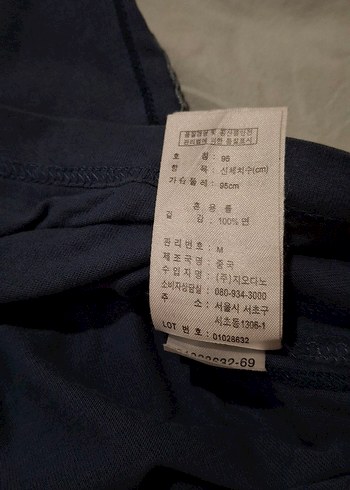 품질경영 및 공산품안전
관리법에 의한 품질표시
호 칭 : 95
항 목 : 신체치수(cm)
가슴둘레 : 95cm
혼 용 률
겉 감 : 100% 면
관리번호 : M
제조국명 : 중국
수입자명 : (주)지오다노
소비자상담실 : 080-934-3000
주 소 : 서울시 서초구
서초동1306-1
LOT 번호 : 01026632
-69